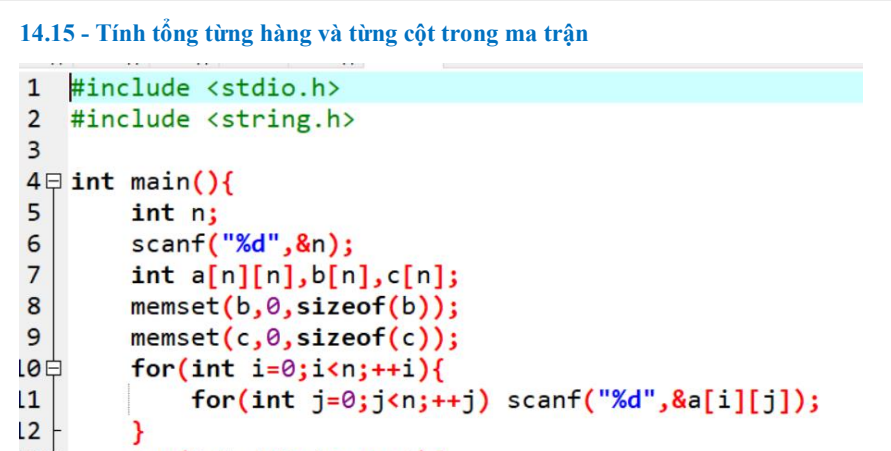 14.15 - Tính tổng từng hàng và từng cột trong ma trận
1 #include <stdio.h>
2 #include <string.h>
3
4 int main(){
5 int n;
6 scanf("%d",&n);
7 int a[n][n],b[n],c[n];
8 memset(b,0,sizeof(b));
9 memset(c,0,sizeof(c));
10 for(int i=0;i<n;++i){
11 for(int j=0;j<n;++j) scanf("%d",&a[i][j]);
12 }